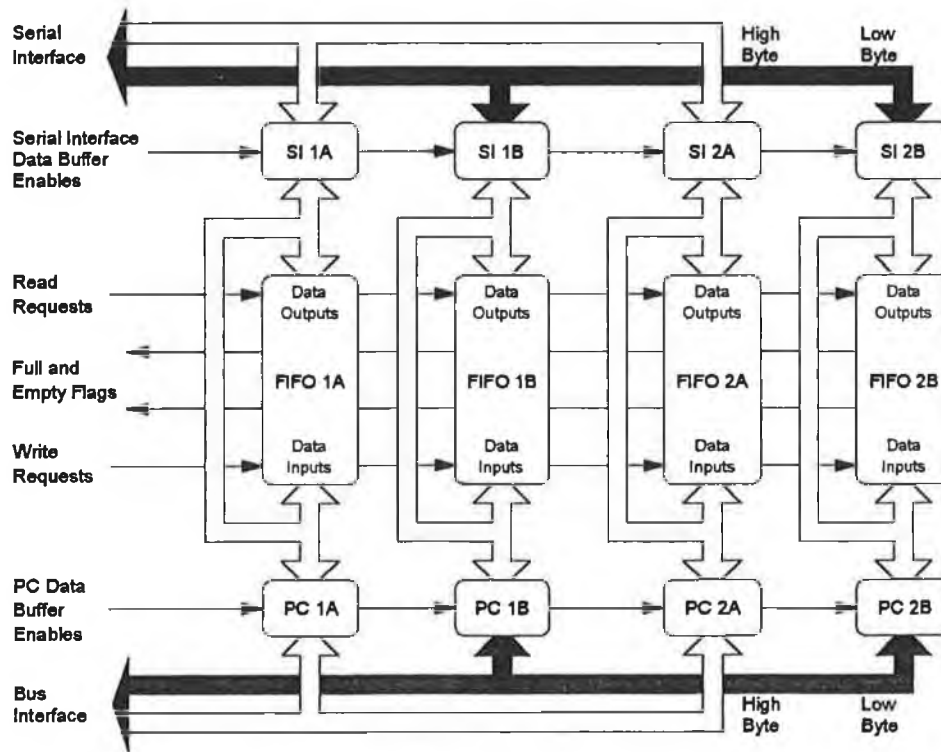 Serial
Interface
High
Byte
Low
Byte
Serial Interface
Data Buffer
Enables
SI 1A
SI 1B
SI 2A
SI 2B
Read
Requests
Data
Outputs
Data
Outputs
Data
Outputs
Data
Outputs
Full and
Empty Flags
FIFO 1A
FIFO 1B
FIFO 2A
FIFO 2B
Write
Requests
Data
Inputs
Data
Inputs
Data
Inputs
Data
Inputs
PC Data
Buffer
Enables
PC 1A
PC 1B
PC 2A
PC 2B
Bus
Interface
High
Byte
Low
Byte